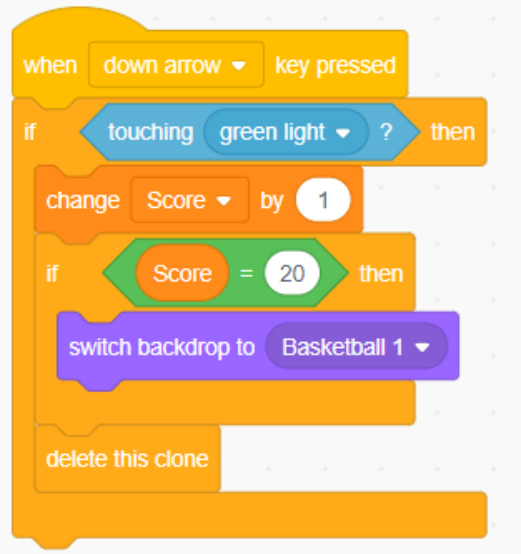 when down arrow key pressed
if touching green light ? then
change Score by 1
if Score = 20 then
switch backdrop to Basketball 1
delete this clone